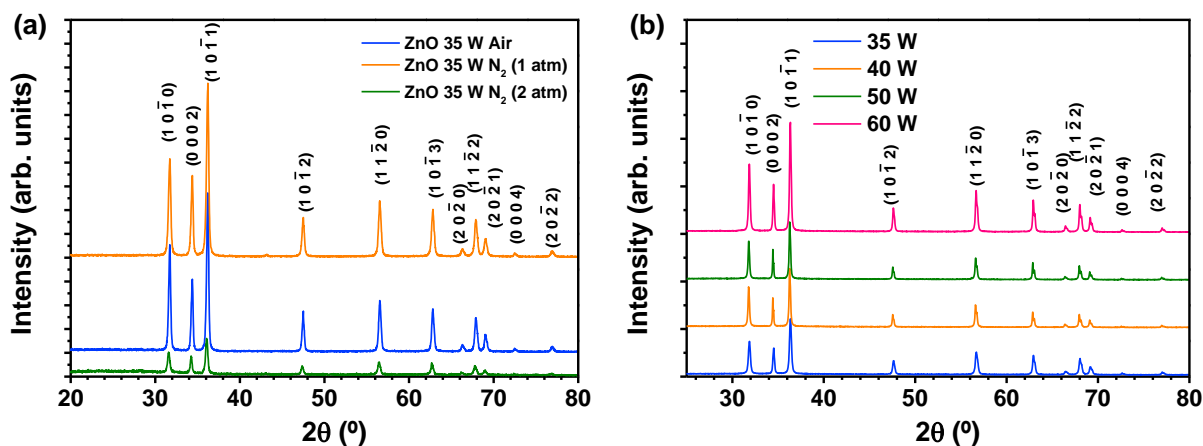 (a)
Intensity (arb. units)
(1 0 1̄ 0)
(0 0 0 2)
(1 0 1̄ 1)
(1 0 1̄ 2)
(1 1 2̄ 0)
(1 0 1̄ 3)
(2 0 2̄ 0)
(1 1 2̄ 2)
(2 0 2̄ 1)
(0 0 0 4)
(2 0 2̄ 2)
ZnO 35 W Air
ZnO 35 W N₂ (1 atm)
ZnO 35 W N₂ (2 atm)
20 30 40 50 60 70 80
2θ (º)
(b)
Intensity (arb. units)
35 W
40 W
50 W
60 W
(1 0 1̄ 0)
(0 0 0 2)
(1 0 1̄ 1)
(1 0 1̄ 2)
(1 1 2̄ 0)
(1 0 1̄ 3)
(2 0 2̄ 0)
(1 1 2̄ 2)
(2 0 2̄ 1)
(0 0 0 4)
(2 0 2̄ 2)
30 40 50 60 70 80
2θ (º)